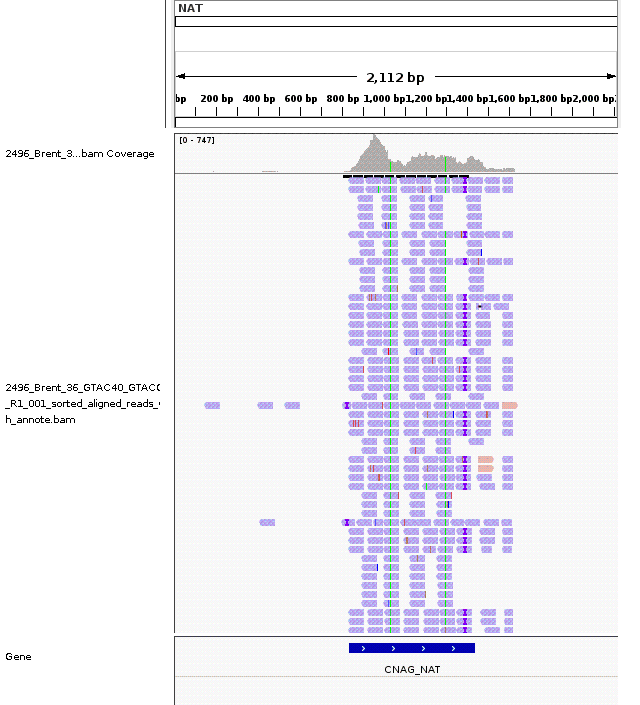 NAT
2,112 bp
bp 200 bp 400 bp 600 bp 800 bp 1,000 bp 1,200 bp 1,400 bp 1,600 bp 1,800 bp 2,000 bp
[0 - 747]
2496_Brent_3...bam Coverage
2496_Brent_36_GTAC40_GTACC
_R1_001_sorted_aligned_reads_
h_annote.bam
Gene
CNAG_NAT